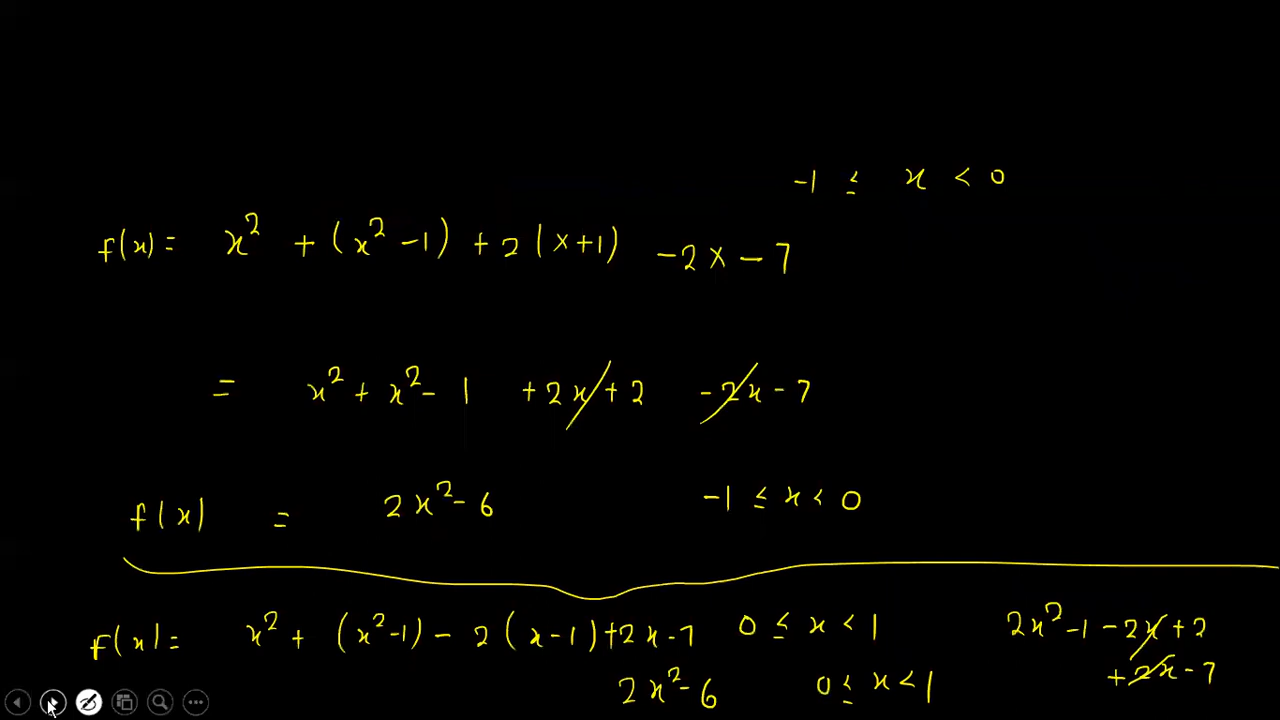 -1 ≤ x < 0
f(x) = x² + (x² -1) + 2(x+1) -2x -7
= x² + x² - 1 +2x + 2 -2x - 7
f(x) = 2x² - 6 -1 ≤ x < 0
f(x) = x² + (x²-1) - 2(x-1)+2x-7 0 ≤ x < 1 2x² -1 -2x +2
+2x -7
2x² - 6 0 ≤ x < 1